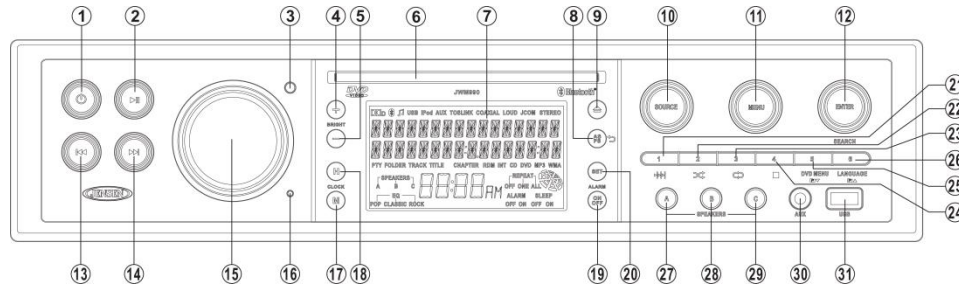 1 2 3 4 5 6 7 8 9 10 11 12
DVD VIDEO JWM990 Bluetooth
BRIGHT
USB iPod AUX TOSLINK COAXIAL LOUD JCOM STEREO
AS PS
SOURCE MENU ENTER
21
22
23
SEARCH
1 2 3 4 5 6 26
PTY FOLDER TRACK TITLE CHAPTER RDM INT CD DVD MP3 WMA
H
SET
SPEAKERS
A B C
EQ
POP CLASSIC ROCK
88:88 AM
REPEAT
OFF ONE ALL
ALARM SLEEP
OFF ON OFF ON
DVD MENU LANGUAGE
25
24
JENSEN
CLOCK
M
ALARM
ON OFF
A B C
SPEAKERS
AUX USB
13 14 15 16 17 18 19 20 27 28 29 30 31